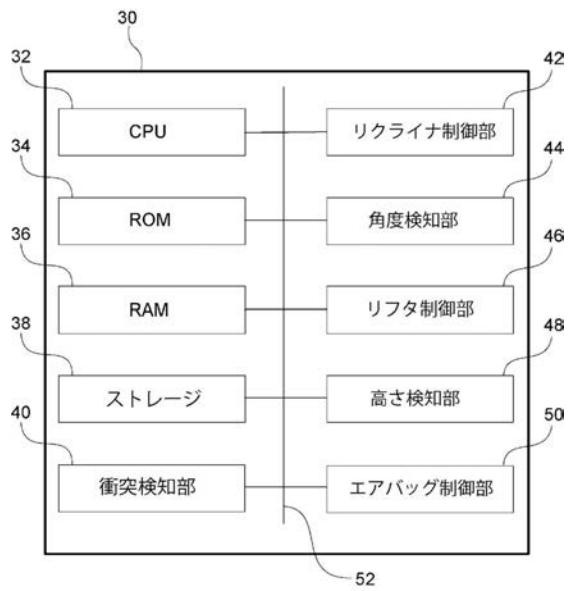 30
32
42
CPU
リクライナ制御部
34
44
ROM
角度検知部
36
46
RAM
リフタ制御部
38
48
ストレージ
高さ検知部
40
50
衝突検知部
エアバッグ制御部
52